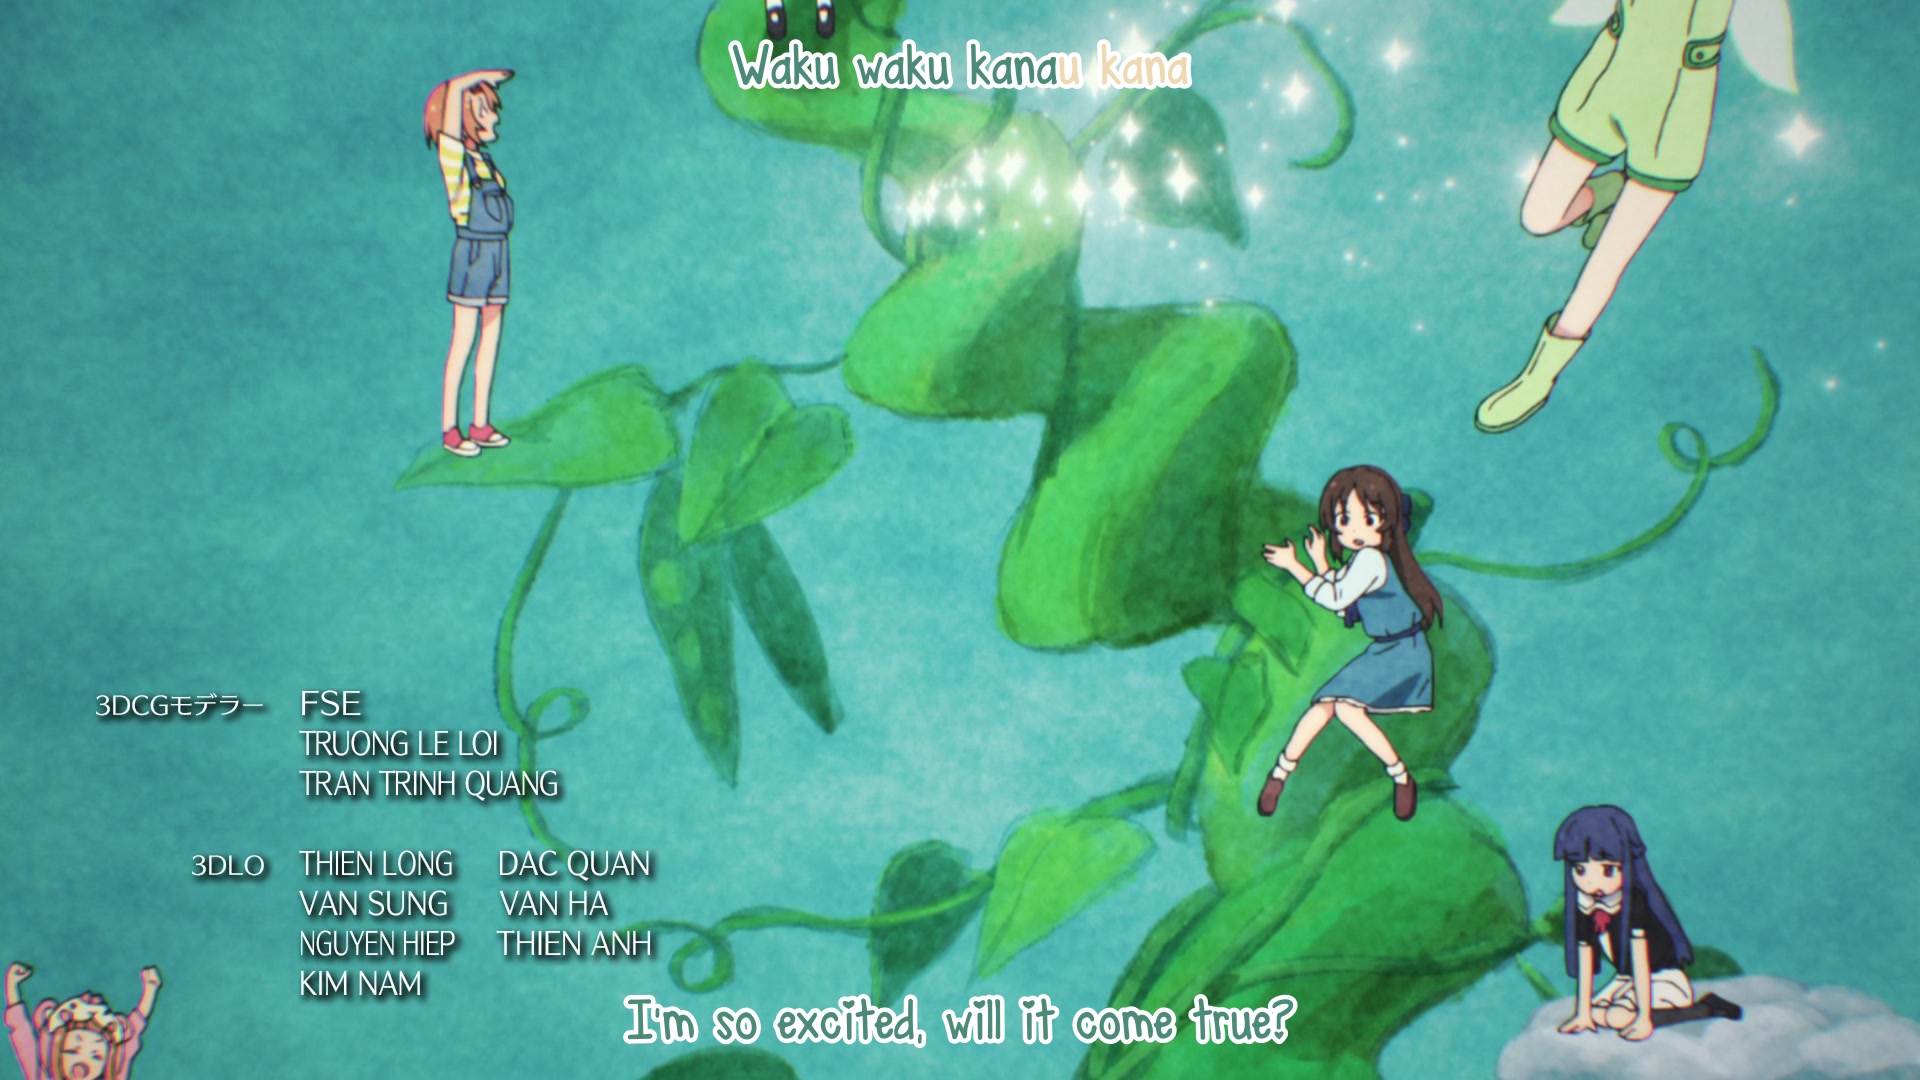 Waku waku kanau kana
3DCGモデラー FSE
TRUONG LE LOI
TRAN TRINH QUANG
3DLO THIEN LONG DAC QUAN
VAN SUNG VAN HA
NGUYEN HIEP THIEN ANH
KIM NAM
I'm so excited, will it come true?